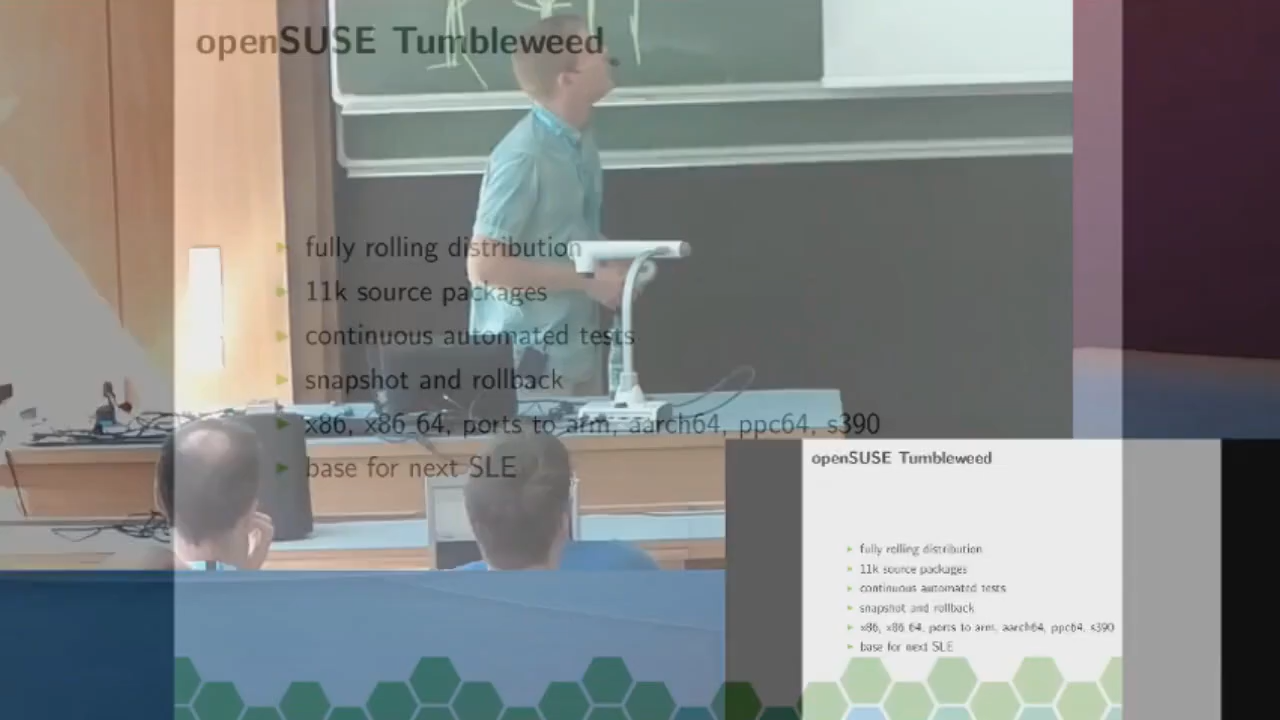 openSUSE Tumbleweed
fully rolling distribution
11k source packages
continuous automated tests
snapshot and rollback
x86, x86_64, ports to arm, aarch64, ppc64, s390
base for next SLE
openSUSE Tumbleweed
fully rolling distribution
11k source packages
continuous automated tests
snapshot and rollback
x86, x86_64, ports to arm, aarch64, ppc64, s390
base for next SLE